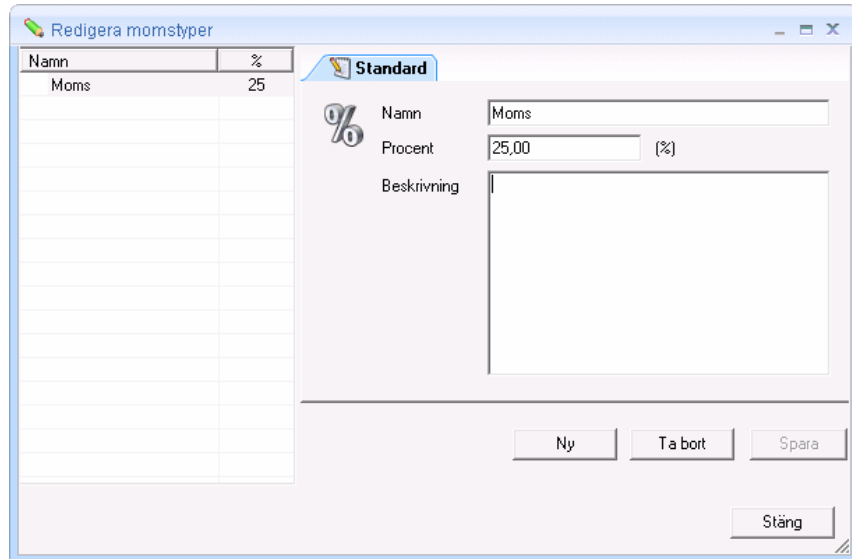 Redigera momstyper
Namn %
Moms 25
Standard
%
Namn Moms
Procent 25,00 (%)
Beskrivning
Ny Ta bort Spara
Stäng